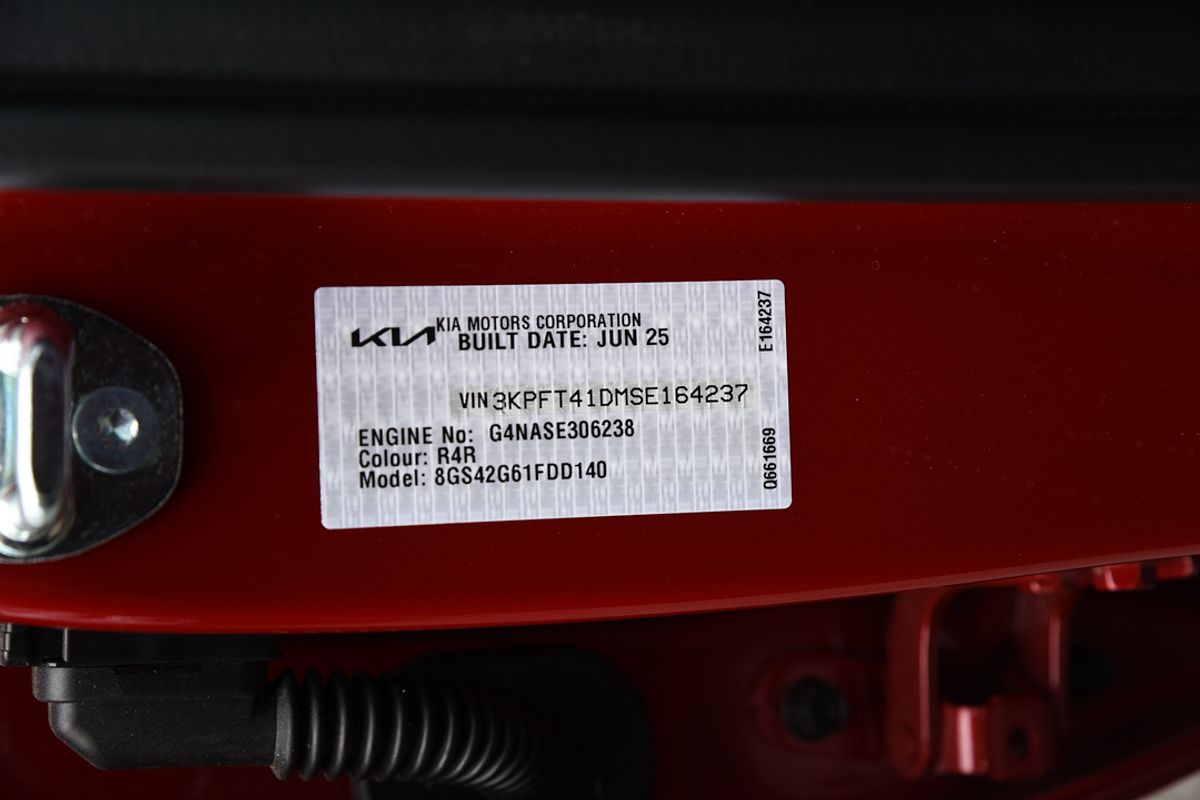 KIA KIA MOTORS CORPORATION
BUILT DATE: JUN 25
VIN 3KPFT41DMSE164237
ENGINE No: G4NASE306238
Colour: R4R
Model: 8GS42G61FDD140
E164237
Q661669